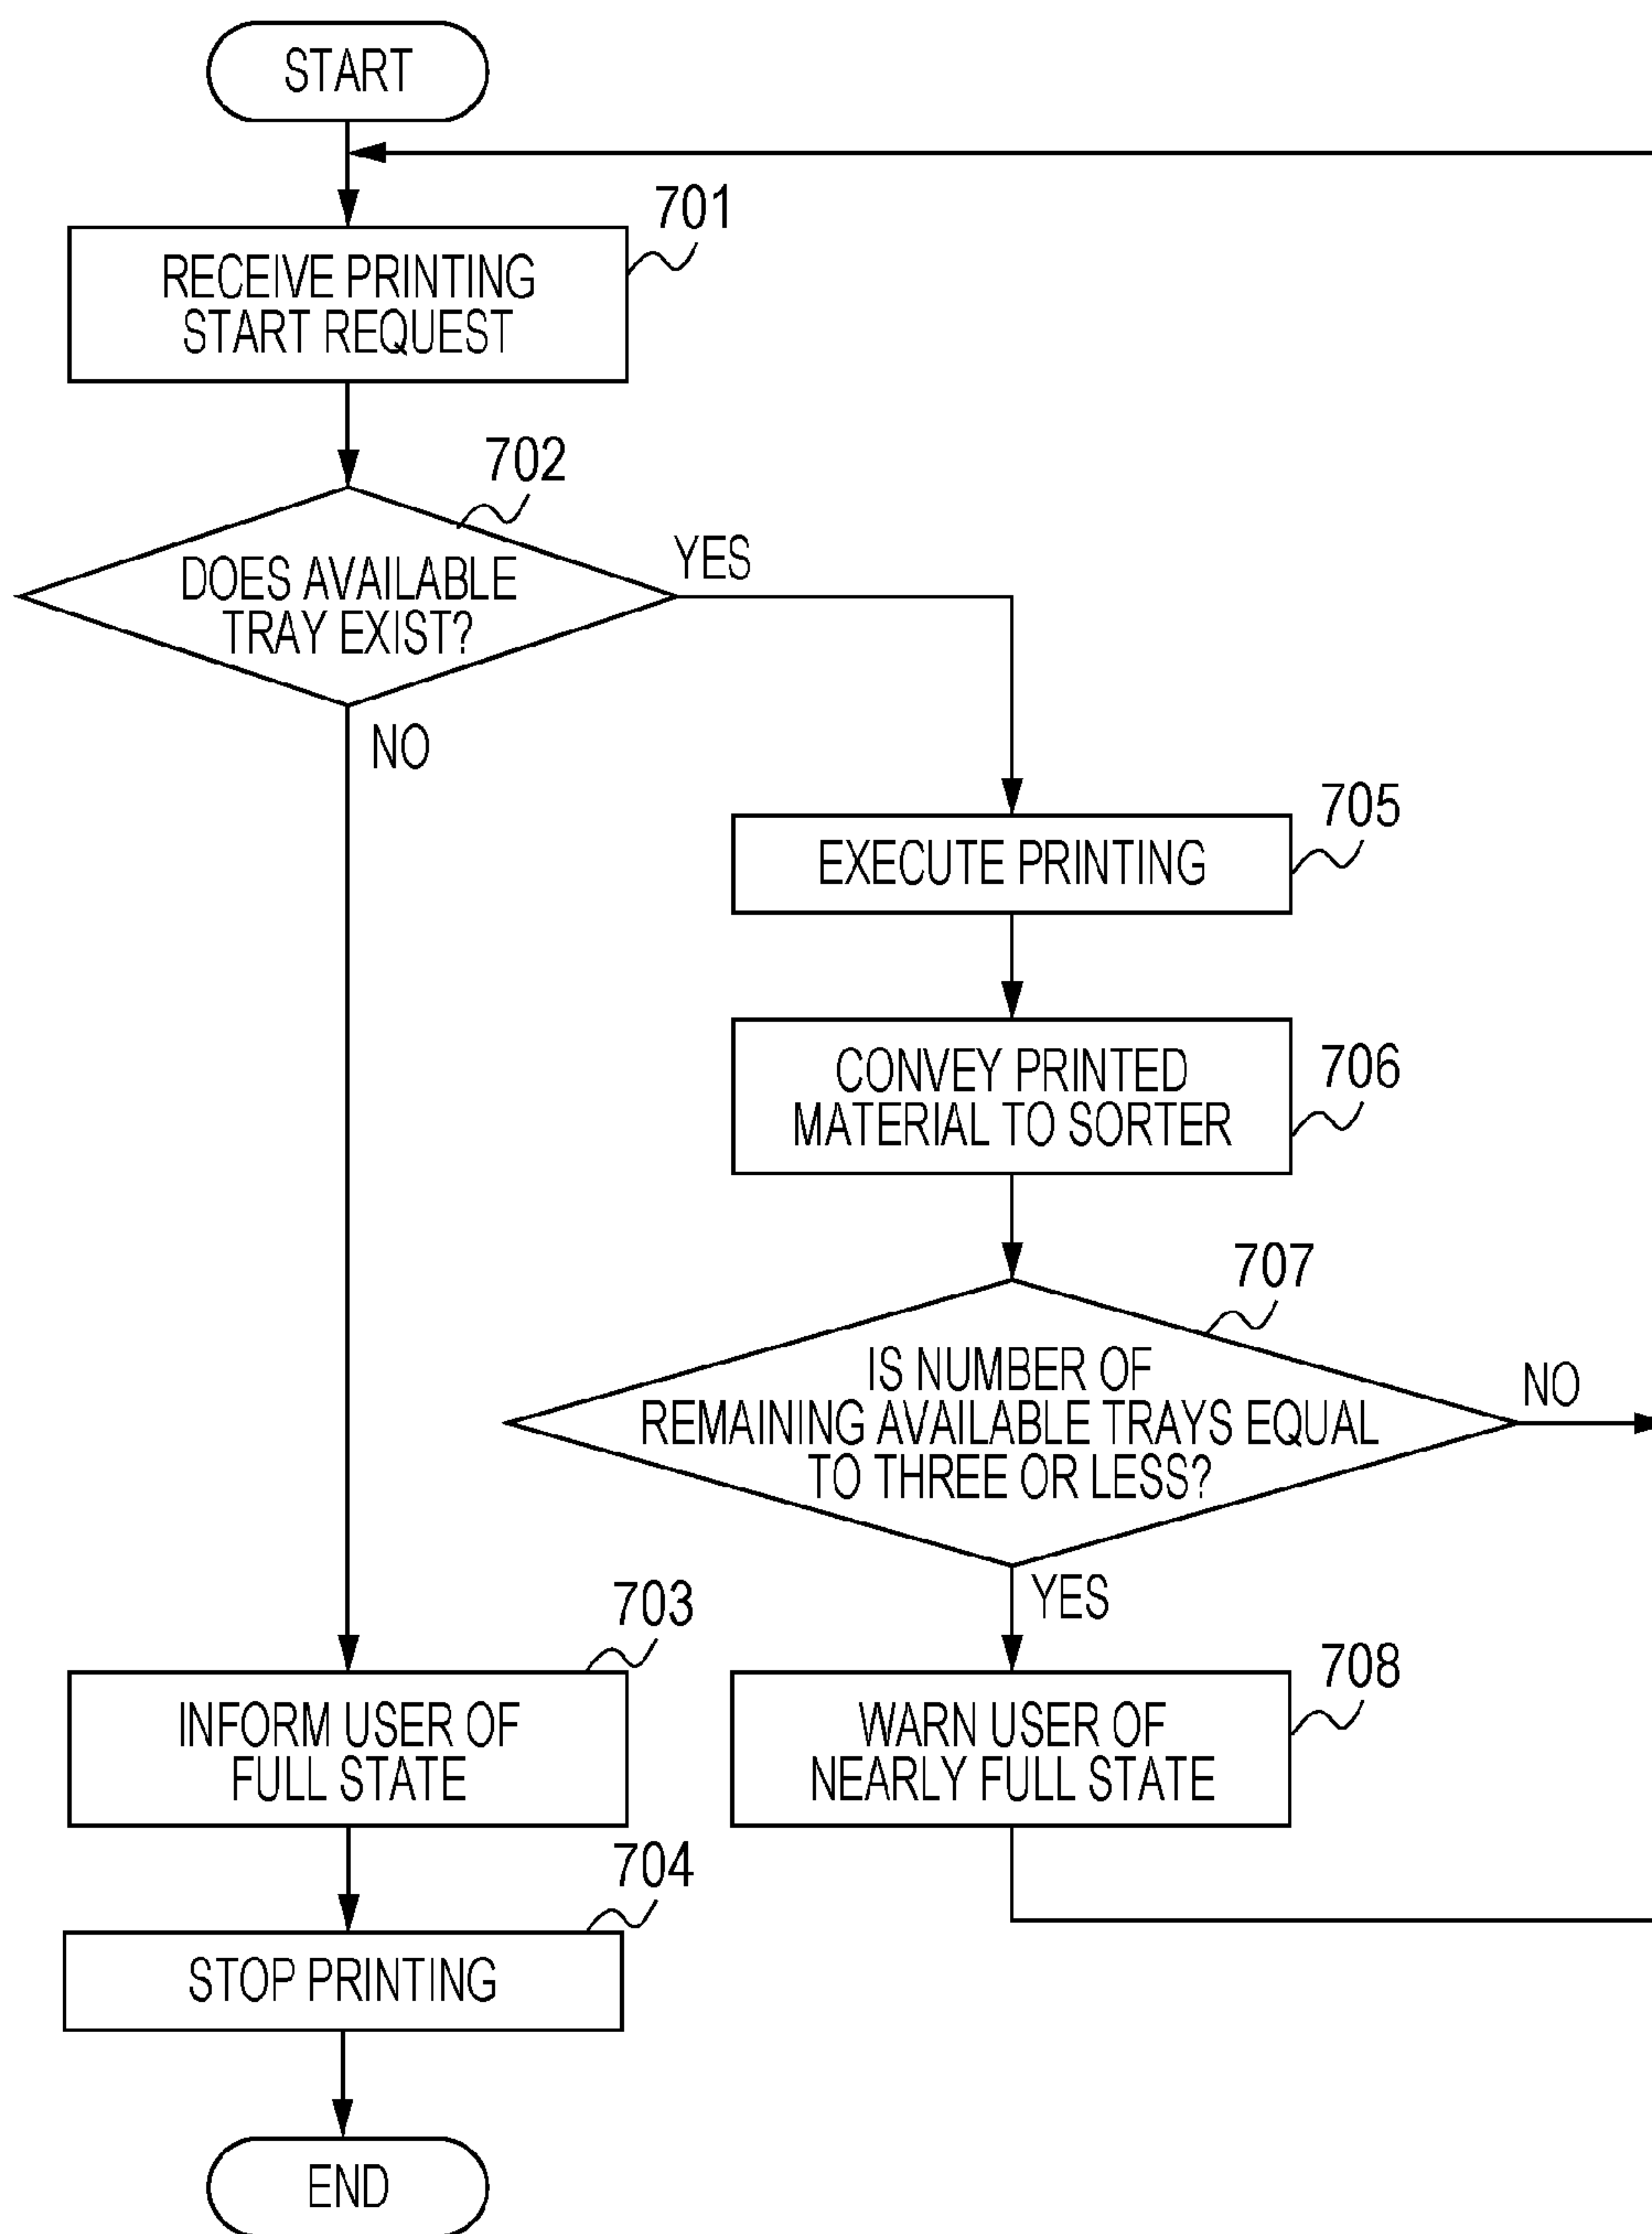 START
701
RECEIVE PRINTING
START REQUEST
702
DOES AVAILABLE
TRAY EXIST?
YES
NO
705
EXECUTE PRINTING
706
CONVEY PRINTED
MATERIAL TO SORTER
707
IS NUMBER OF
REMAINING AVAILABLE TRAYS EQUAL
TO THREE OR LESS?
NO
YES
703
INFORM USER OF
FULL STATE
708
WARN USER OF
NEARLY FULL STATE
704
STOP PRINTING
END